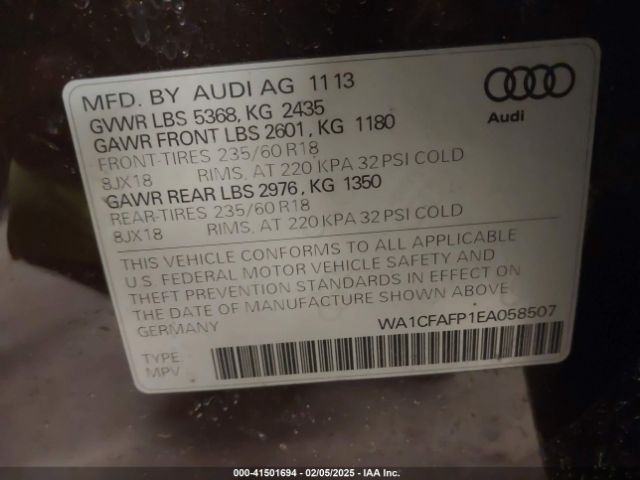 MFD. BY AUDI AG 11 13
GVWR LBS 5368, KG 2435
GAWR FRONT LBS 2601, KG 1180
FRONT-TIRES 235/60 R18
8JX18 RIMS, AT 220 KPA 32 PSI COLD
GAWR REAR LBS 2976, KG 1350
REAR-TIRES 235/60 R18
8JX18 RIMS, AT 220 KPA 32 PSI COLD
Audi
THIS VEHICLE CONFORMS TO ALL APPLICABLE
U.S. FEDERAL MOTOR VEHICLE SAFETY AND
THEFT PREVENTION STANDARDS IN EFFECT ON
THE DATE OF MANUFACTURE SHOWN ABOVE
GERMANY
WA1CFAFP1EA058507
TYPE:
MPV
000-41501694 - 02/05/2025 - IAA Inc.